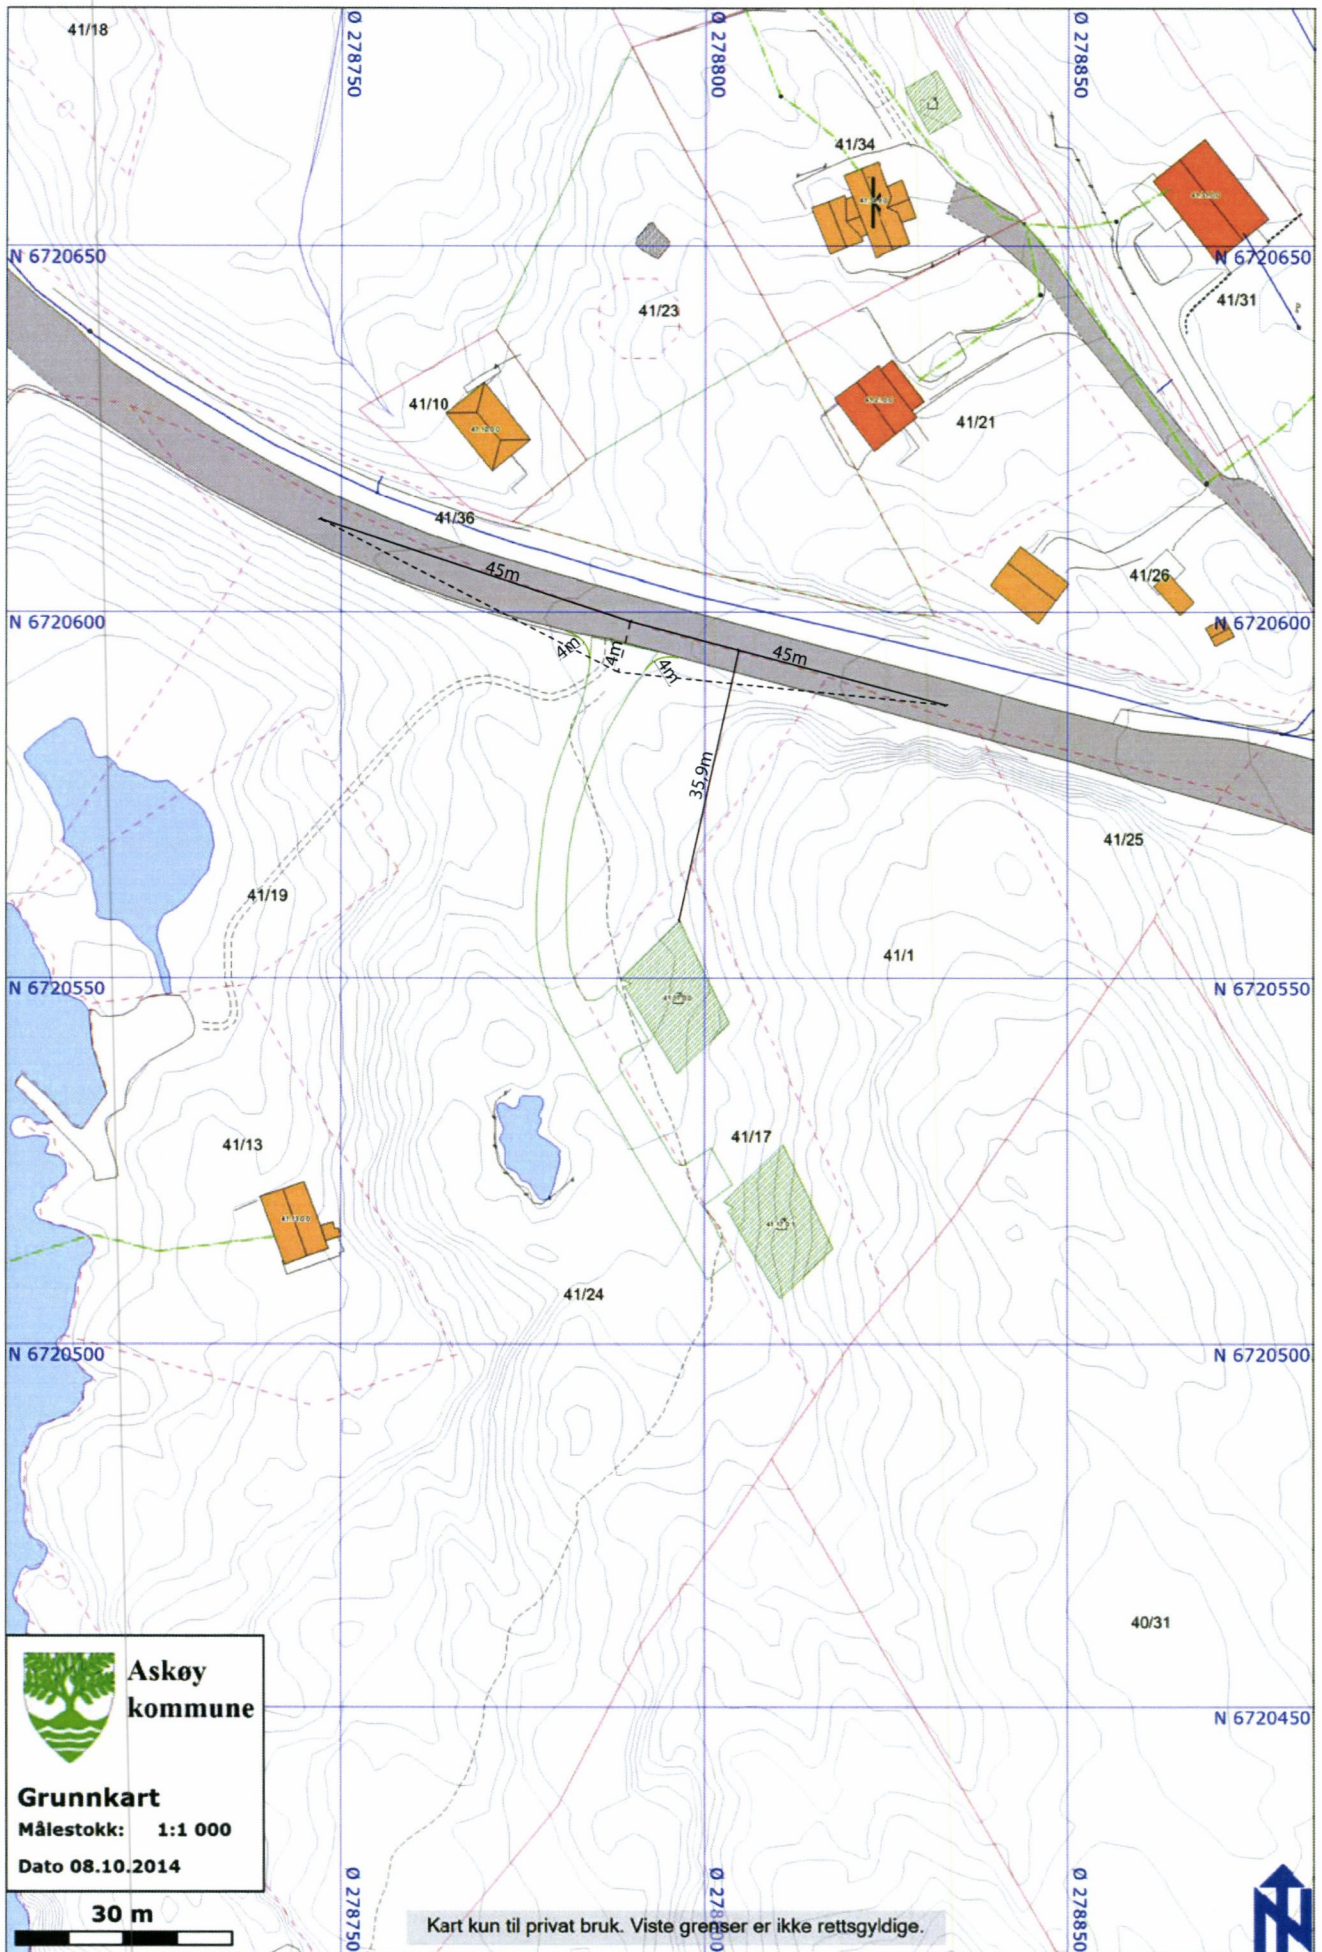 41/18
Ø 278750
Ø 278800
Ø 278850
41/34
N 6720650
N 6720650
41/31
41/23
41/10
41/21
41/36
45m
41/26
N 6720600
N 6720600
4m
4m
4m
45m
35,9m
41/25
41/19
41/1
N 6720550
N 6720550
41/17
41/13
41/24
N 6720500
N 6720500
40/31
Askøy
kommune
N 6720450
Grunnkart
Målestokk: 1:1 000
Dato 08.10.2014
30 m
Ø 278750
Ø 278800
Ø 278850
Kart kun til privat bruk. Viste grenser er ikke rettsgyldige.
N